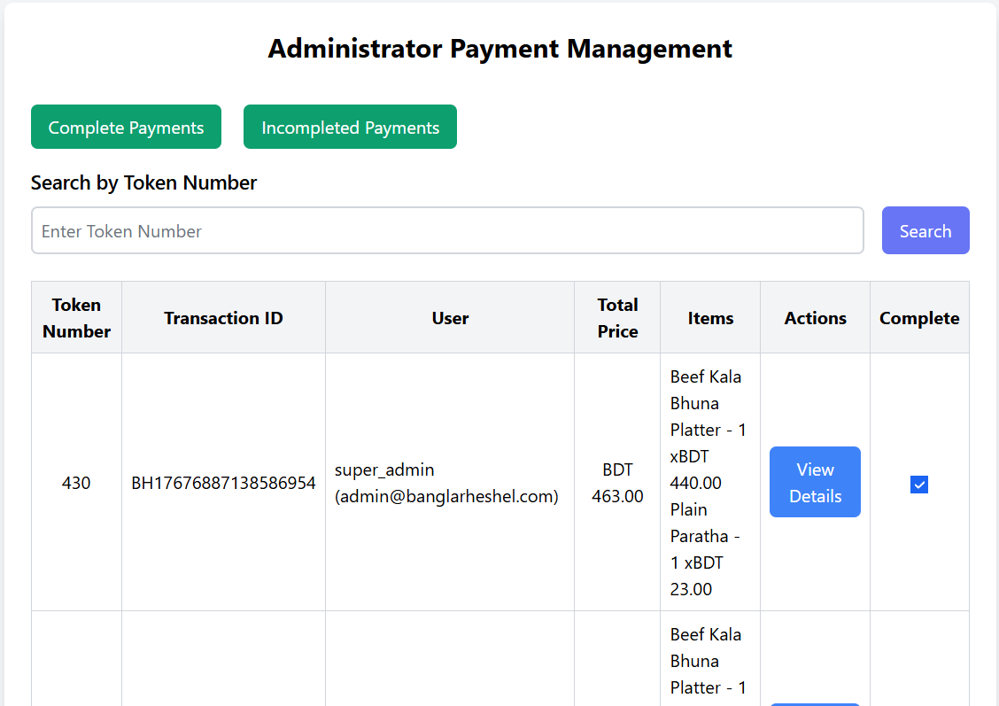 Administrator Payment Management
Complete Payments
Incompleted Payments
Search by Token Number
Enter Token Number
Search
Token
Number
Transaction ID
User
Total
Price
Items
Actions
Complete
430
BH17676887138586954
super_admin
(admin@banglarheshel.com)
BDT
463.00
Beef Kala
Bhuna
Platter - 1
xBDT
440.00
Plain
Paratha -
1 xBDT
23.00
View
Details
Beef Kala
Bhuna
Platter - 1